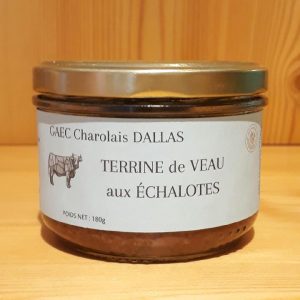 GAEC Charolais DALLAS
TERRINE de VEAU
aux ÉCHALOTES
POIDS NET : 180g